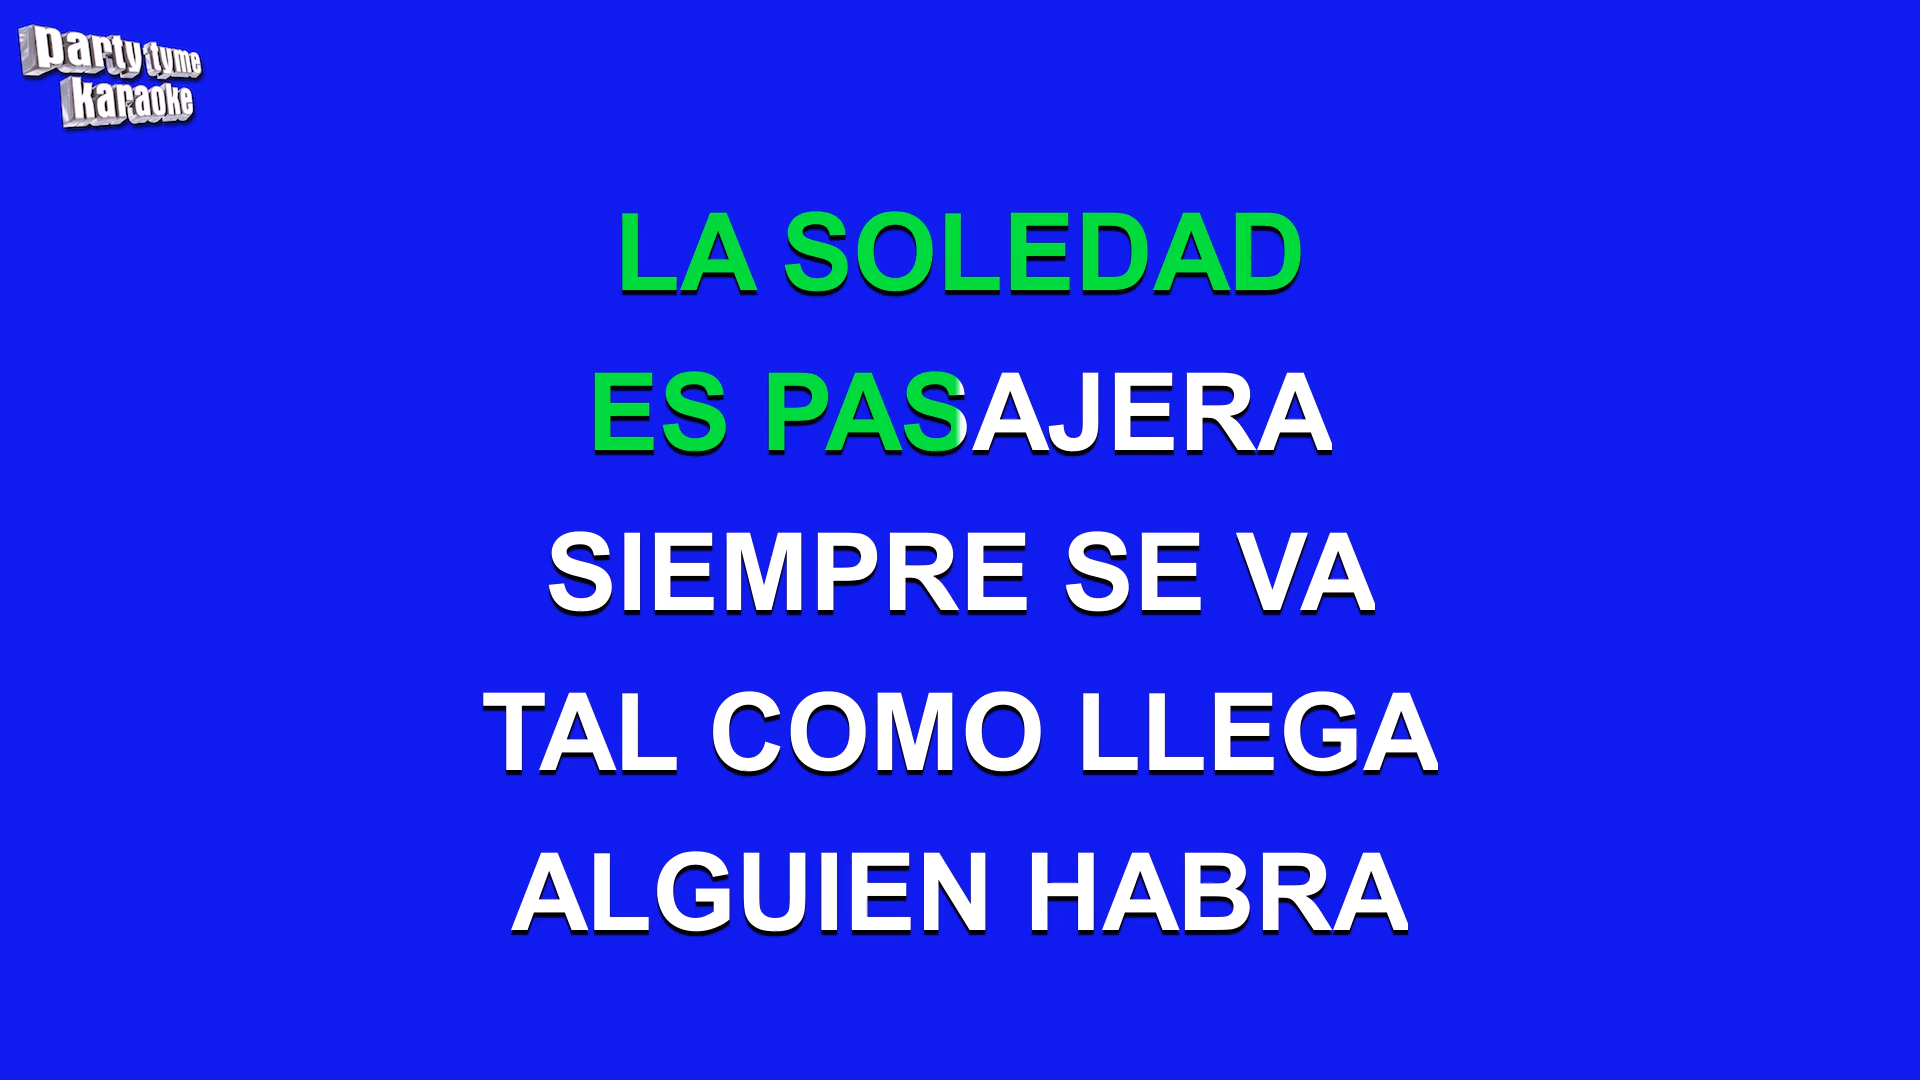 party tyme
karaoke
LA SOLEDAD
ES PASAJERA
SIEMPRE SE VA
TAL COMO LLEGA
ALGUIEN HABRA